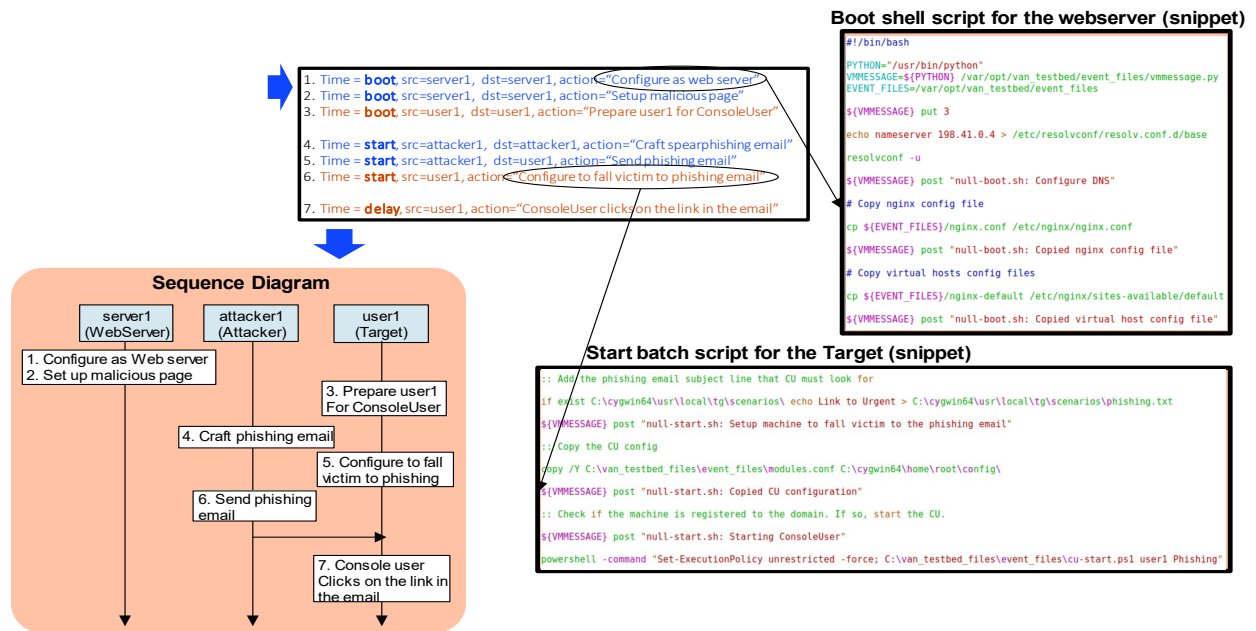 Boot shell script for the webserver (snippet)
#!/bin/bash
PYTHON="/usr/bin/python"
VMMESSAGE=${PYTHON} /var/opt/van_testbed/event_files/vmmessage.py
EVENT_FILES=/var/opt/van_testbed/event_files
${VMMESSAGE} put 3
echo nameserver 198.41.0.4 > /etc/resolvconf/resolv.conf.d/base
resolvconf -u
${VMMESSAGE} post "null-boot.sh: Configure DNS"
# Copy nginx config file
cp ${EVENT_FILES}/nginx.conf /etc/nginx/nginx.conf
${VMMESSAGE} post "null-boot.sh: Copied nginx config file"
# Copy virtual hosts config files
cp ${EVENT_FILES}/nginx-default /etc/nginx/sites-available/default
${VMMESSAGE} post "null-boot.sh: Copied virtual host config file"
1. Time = boot, src=server1, dst=server1, action=“Configure as web server”
2. Time = boot, src=server1, dst=server1, action=“Setup malicious page”
3. Time = boot, src=user1, dst=user1, action=“Prepare user1 for ConsoleUser”
4. Time = start, src=attacker1, dst=attacker1, action=“Craft spearphishing email”
5. Time = start, src=attacker1, dst=user1, action=“Send phishing email”
6. Time = start, src=user1, action=“Configure to fall victim to phishing email”
7. Time = delay, src=user1, action=“ConsoleUser clicks on the link in the email”
Sequence Diagram
server1
(WebServer)
attacker1
(Attacker)
user1
(Target)
1. Configure as Web server
2. Set up malicious page
3. Prepare user1
For ConsoleUser
4. Craft phishing email
5. Configure to fall
victim to phishing
6. Send phishing
email
7. Console user
Clicks on the link in
the email
Start batch script for the Target (snippet)
:: Add the phishing email subject line that CU must look for
if exist C:\cygwin64\usr\local\tg\scenarios\ echo Link to Urgent > C:\cygwin64\usr\local\tg\scenarios\phishing.txt
${VMMESSAGE} post "null-start.sh: Setup machine to fall victim to the phishing email"
:: Copy the CU config
copy /Y C:\van_testbed_files\event_files\modules.conf C:\cygwin64\home\root\config\
${VMMESSAGE} post "null-start.sh: Copied CU configuration"
:: Check if the machine is registered to the domain. If so, start the CU.
${VMMESSAGE} post "null-start.sh: Starting ConsoleUser"
powershell -command "Set-ExecutionPolicy unrestricted -force; C:\van_testbed_files\event_files\cu-start.ps1 user1 Phishing"